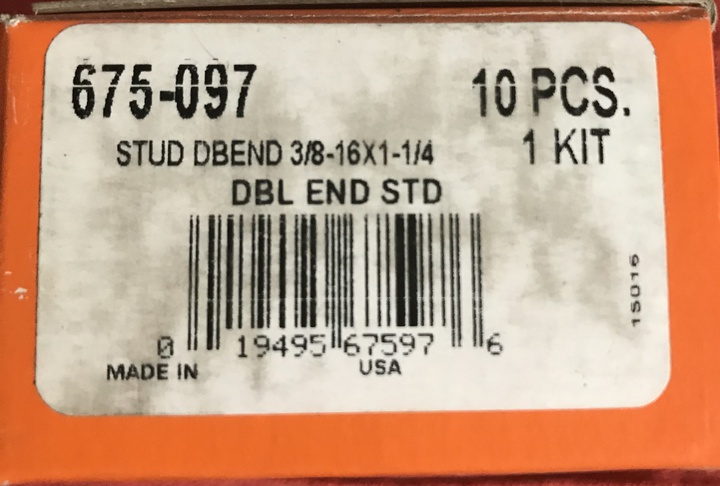 675-097 10 PCS.
STUD DBEND 3/8-16X1-1/4 1 KIT
DBL END STD
0 19495 67597 6
MADE IN USA
15016